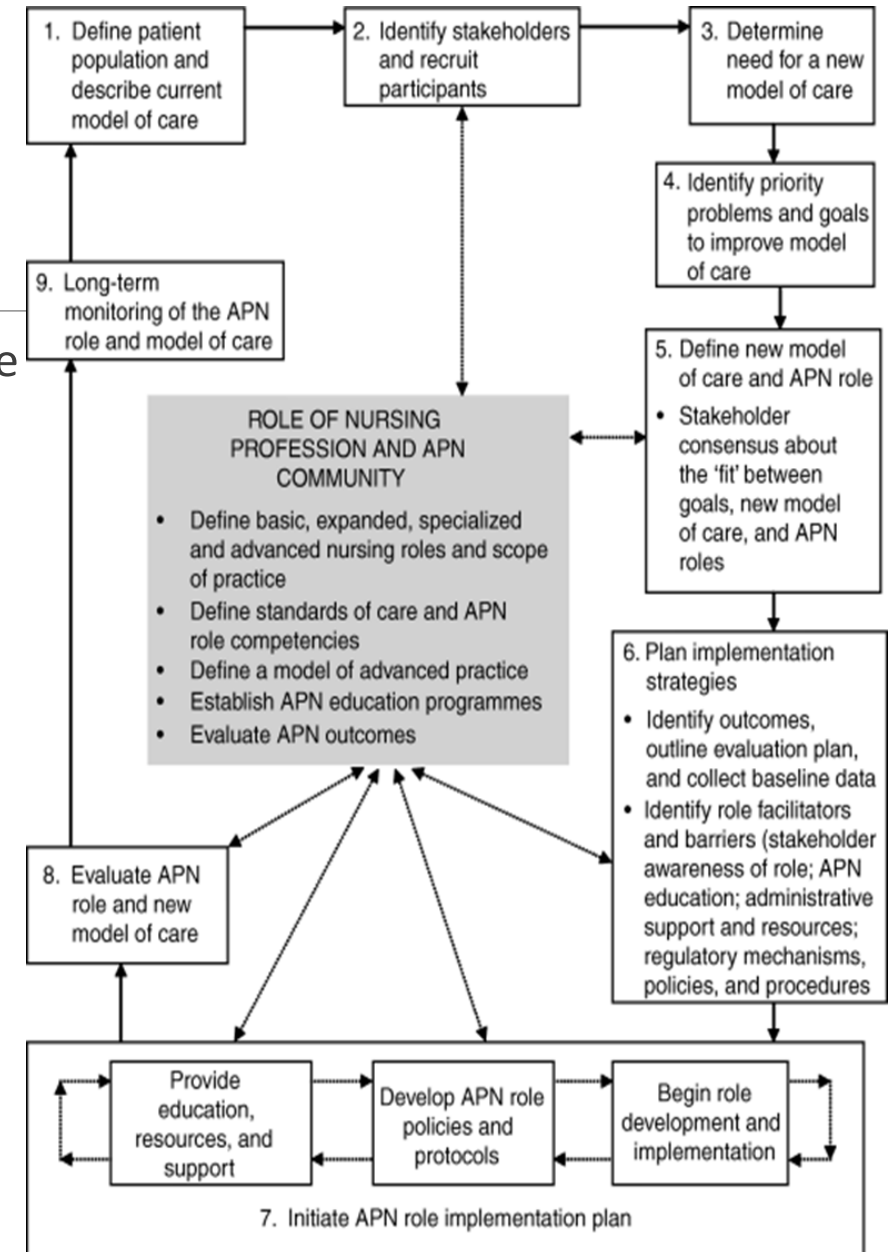 1. Define patient
population and
describe current
model of care
2. Identify stakeholders
and recruit
participants
3. Determine
need for a new
model of care
4. Identify priority
problems and goals
to improve model
of care
9. Long-term
monitoring of the APN
role and model of care
e
5. Define new model
of care and APN role
• Stakeholder
consensus about
the ‘fit’ between
goals, new model
of care, and APN
roles
ROLE OF NURSING
PROFESSION AND APN
COMMUNITY
• Define basic, expanded, specialized
and advanced nursing roles and scope
of practice
• Define standards of care and APN
role competencies
• Define a model of advanced practice
• Establish APN education programmes
• Evaluate APN outcomes
6. Plan implementation
strategies
• Identify outcomes,
outline evaluation plan,
and collect baseline data
• Identify role facilitators
and barriers (stakeholder
awareness of role; APN
education; administrative
support and resources;
regulatory mechanisms,
policies, and procedures
8. Evaluate APN
role and new
model of care
Provide
education,
resources, and
support
Develop APN role
policies and
protocols
Begin role
development and
implementation
7. Initiate APN role implementation plan